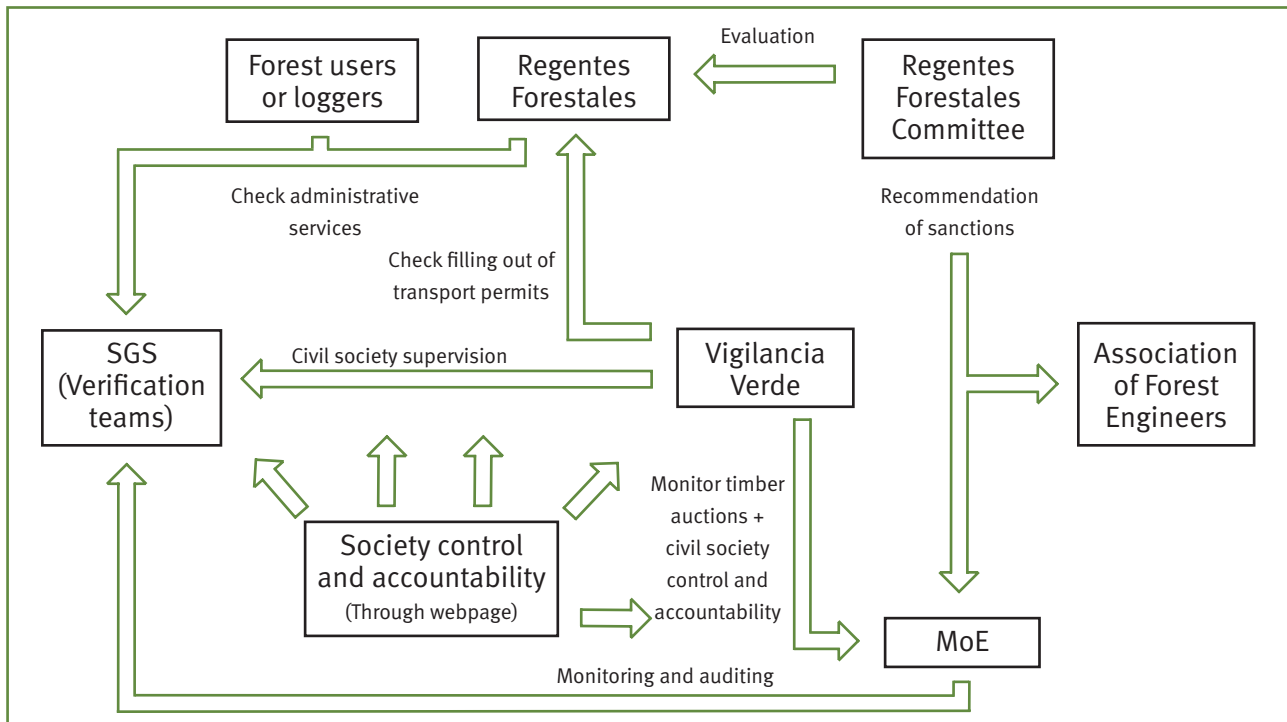 Evaluation
Forest users
or loggers
Regentes
Forestales
Regentes
Forestales
Committee
Check administrative
services
Recommendation
of sanctions
Check filling out of
transport permits
SGS
(Verification
teams)
Civil society supervision
Vigilancia
Verde
Association
of Forest
Engineers
Monitor timber
auctions +
civil society
control and
accountability
Society control
and accountability
(Through webpage)
MoE
Monitoring and auditing